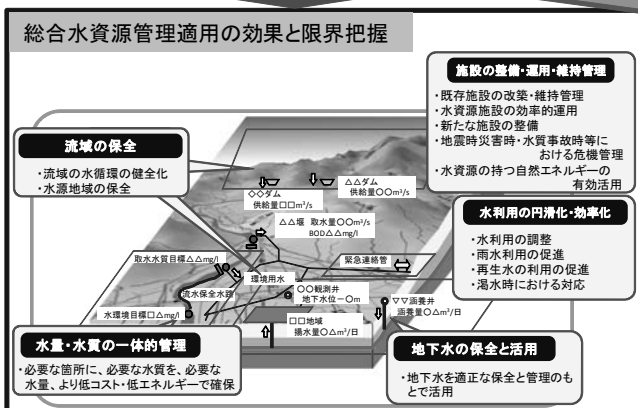 総合水資源管理適用の効果と限界把握
施設の整備・運用・維持管理
・既存施設の改築・維持管理
・水資源施設の効率的運用
・新たな施設の整備
・地震時災害時・水質事故時等に
おける危機管理
・水資源の持つ自然エネルギーの
有効活用
流域の保全
・流域の水循環の健全化
・水源地域の保全
◇◇ダム
供給量□□m³/s
△△ダム
供給量〇〇m³/s
△△堰 取水量〇〇m³/s
BOD△△mg/l
水利用の円滑化・効率化
・水利用の調整
・雨水利用の促進
・再生水の利用の促進
・渇水時における対応
取水水質目標△△mg/l
緊急連絡管
環境用水
流水保全水路
〇〇観測井
地下水位－〇m
▽▽涵養井
涵養量〇△m³/日
水環境目標□△mg/l
□□地域
揚水量〇△m³/日
水量・水質の一体的管理
・必要な箇所に、必要な水質を、必要な
水量、より低コスト・低エネルギーで確保
地下水の保全と活用
・地下水を適正な保全と管理のも
とで活用